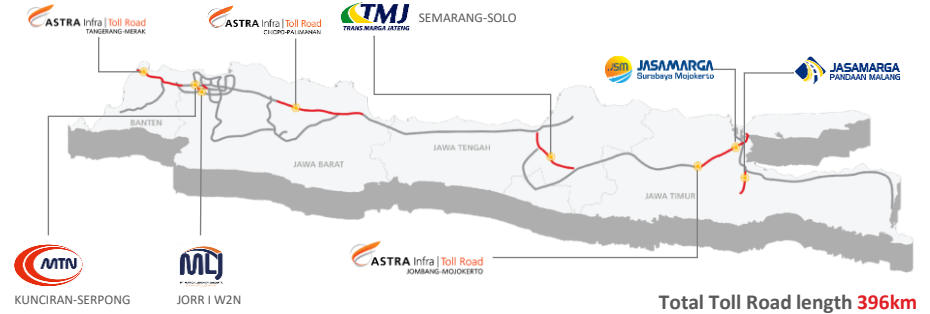 ASTRA Infra | Toll Road
TANGERANG-MERAK
ASTRA Infra | Toll Road
CIKOPO-PALIMANAN
TMJ
TRANS MARGA JATENG
SEMARANG-SOLO
JSM
JASAMARGA
Surabaya Mojokerto
JASAMARGA
PANDAAN MALANG
BANTEN
JAWA BARAT
JAWA TENGAH
JAWA TIMUR
MTN
KUNCIRAN-SERPONG
MLJ
JORR I W2N
ASTRA Infra | Toll Road
JOMBANG-MOJOKERTO
Total Toll Road length 396km